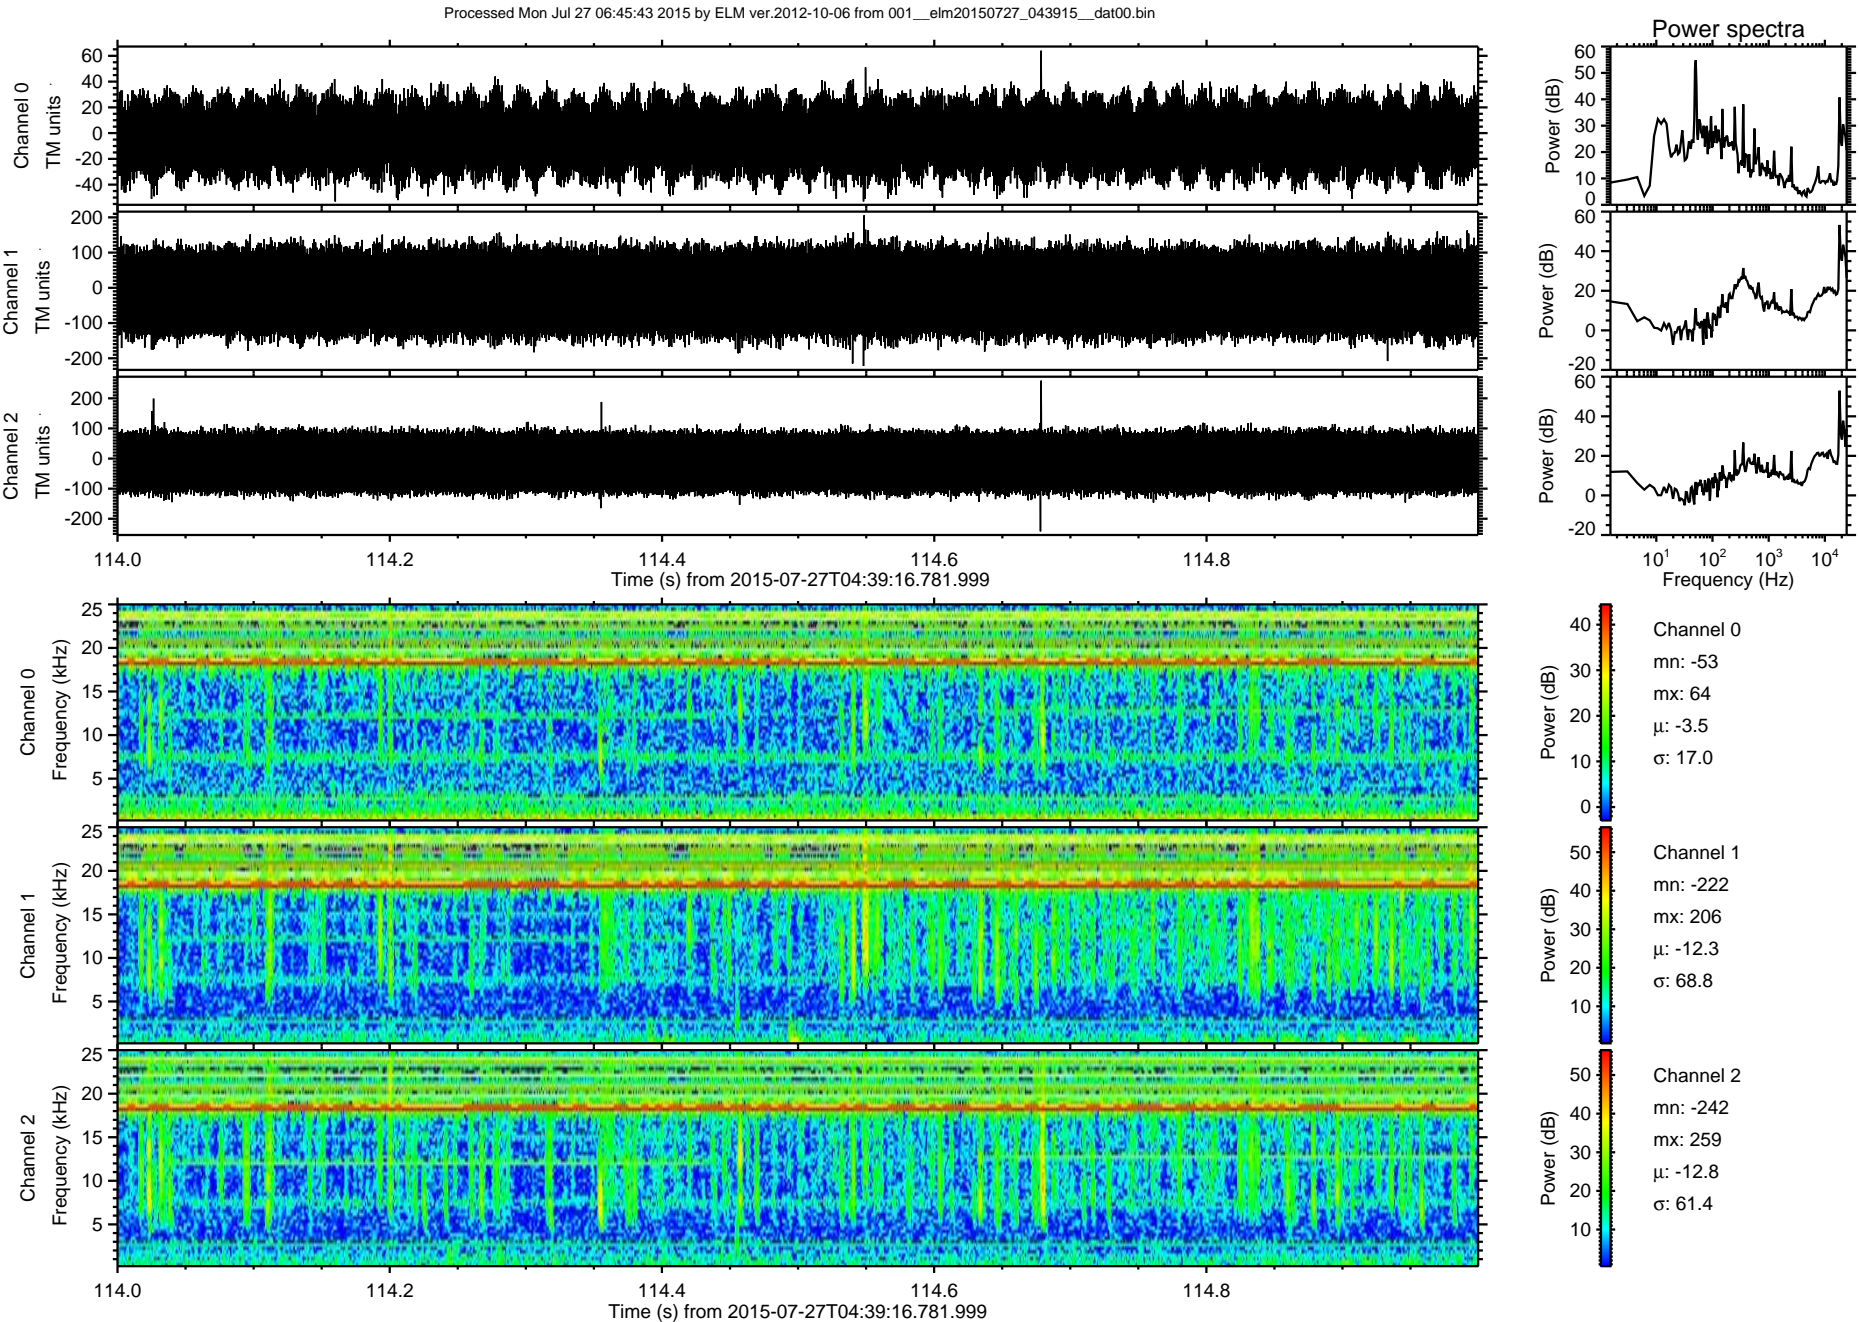 Processed Mon Jul 27 06:45:43 2015 by ELM ver.2012-10-06 from 001__elm20150727_043915__dat00.bin
Power spectra
Channel 0
TM units
60
40
20
0
-20
-40
Power (dB)
60
50
40
30
20
10
0
Channel 1
TM units
200
100
0
-100
-200
Power (dB)
60
40
20
0
-20
Channel 2
TM units
200
100
0
-100
-200
Power (dB)
60
40
20
0
-20
114.0 114.2 114.4 114.6 114.8
Time (s) from 2015-07-27T04:39:16.781.999
10^1 10^2 10^3 10^4
Frequency (Hz)
Channel 0
Frequency (kHz)
25
20
15
10
5
Power (dB)
40
30
20
10
0
Channel 0
mn: -53
mx: 64
μ: -3.5
σ: 17.0
Channel 1
Frequency (kHz)
25
20
15
10
5
Power (dB)
50
40
30
20
10
Channel 1
mn: -222
mx: 206
μ: -12.3
σ: 68.8
Channel 2
Frequency (kHz)
25
20
15
10
5
Power (dB)
50
40
30
20
10
Channel 2
mn: -242
mx: 259
μ: -12.8
σ: 61.4
114.0 114.2 114.4 114.6 114.8
Time (s) from 2015-07-27T04:39:16.781.999